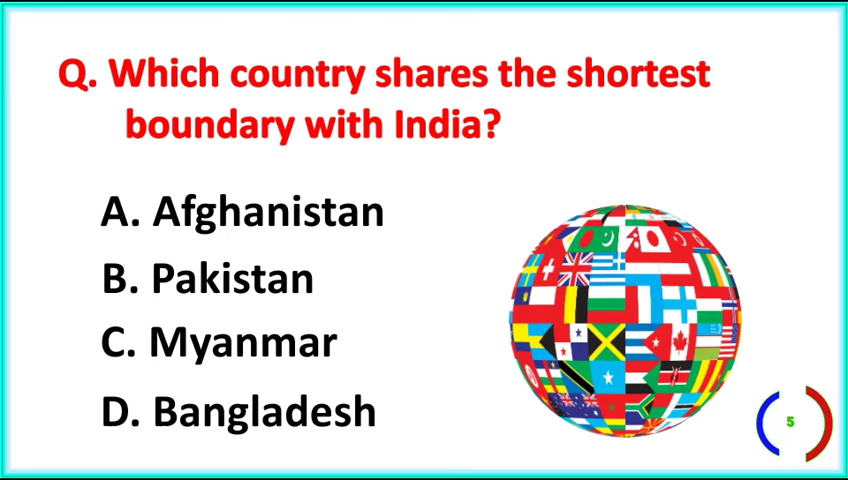 Q. Which country shares the shortest
boundary with India?
A. Afghanistan
B. Pakistan
C. Myanmar
D. Bangladesh
5